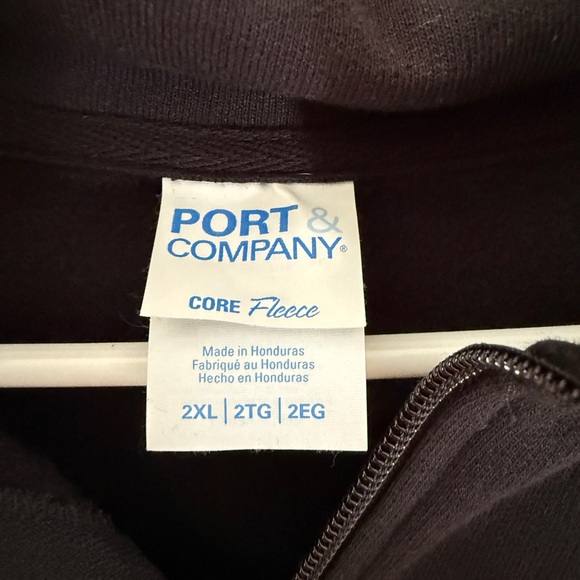 PORT &
COMPANY®
CORE Fleece
Made in Honduras
Fabriqué au Honduras
Hecho en Honduras
2XL | 2TG | 2EG